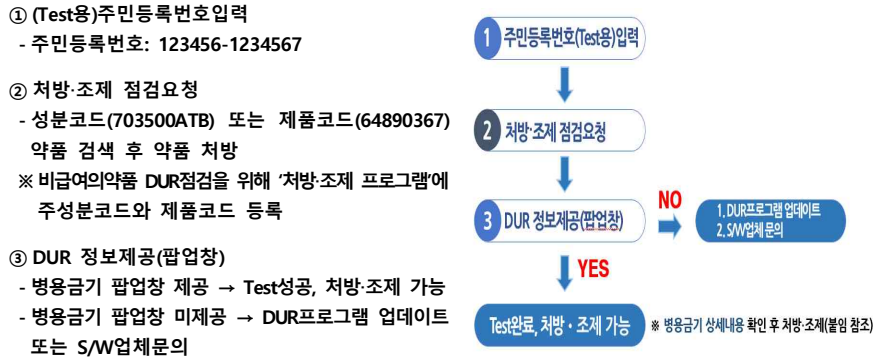 ① (Test용)주민등록번호입력
- 주민등록번호: 123456-1234567
② 처방·조제 점검요청
- 성분코드(703500ATB) 또는 제품코드(64890367)
약품 검색 후 약품 처방
※ 비급여의약품 DUR점검을 위해 '처방·조제 프로그램'에
주성분코드와 제품코드 등록
③ DUR 정보제공(팝업창)
- 병용금기 팝업창 제공 → Test성공, 처방·조제 가능
- 병용금기 팝업창 미제공 → DUR프로그램 업데이트
또는 S/W업체문의
1 주민등록번호(Test용)입력
2 처방·조제 점검요청
3 DUR 정보제공(팝업창)
NO
1. DUR프로그램 업데이트
2. S/W업체 문의
YES
Test완료, 처방・조제 가능
※ 병용금기 상세내용 확인 후 처방·조제(붙임 참조)